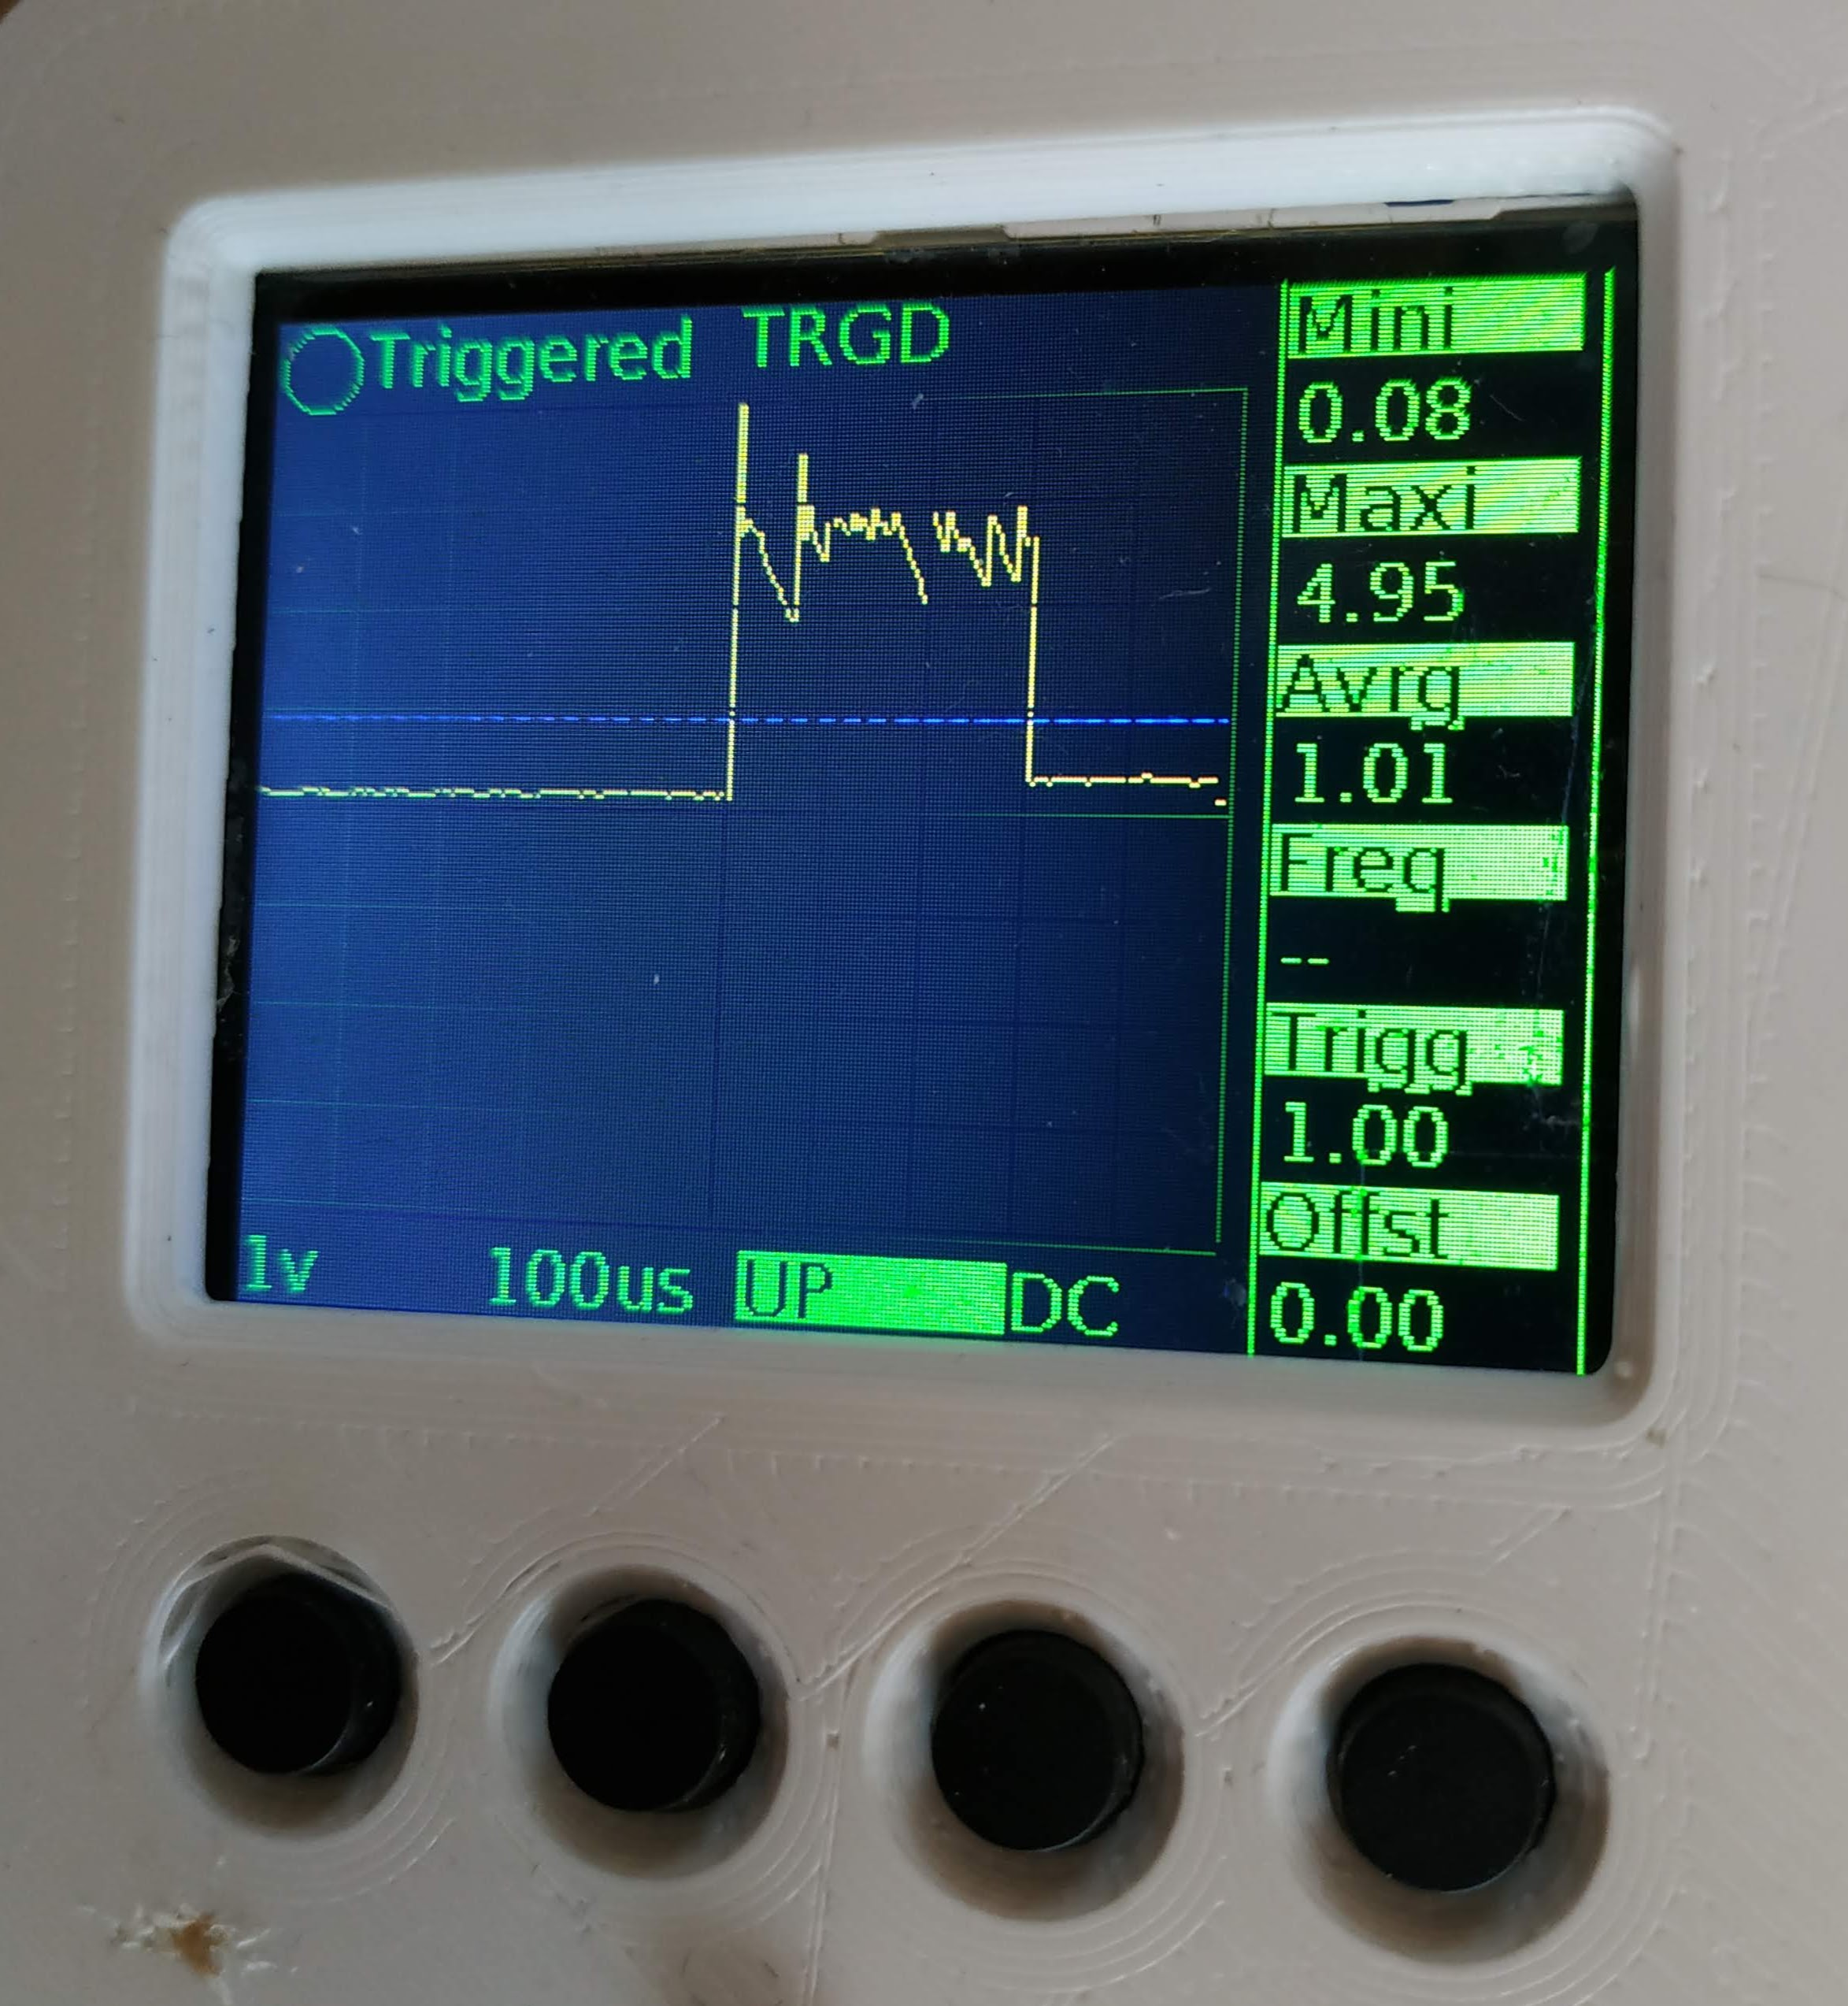 Triggered TRGD
Mini
0.08
Maxi
4.95
Avrg
1.01
Freq
--
Trigg
1.00
Offst
0.00
1v 100us UP DC